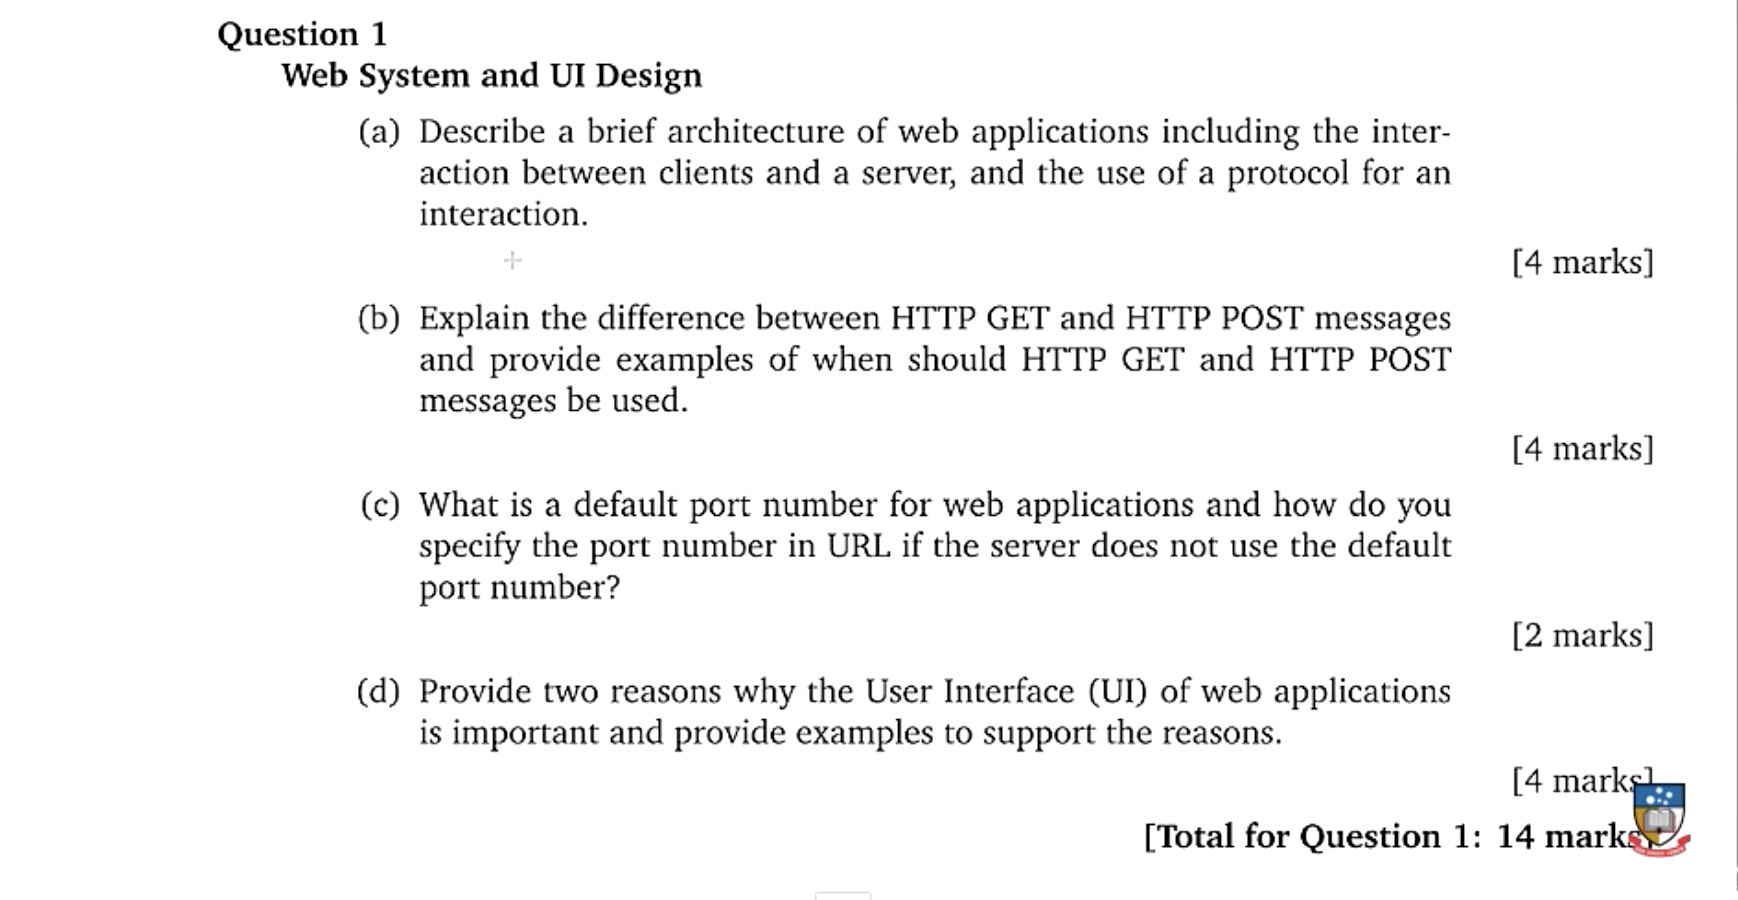 Question 1
Web System and UI Design
(a) Describe a brief architecture of web applications including the inter-
action between clients and a server, and the use of a protocol for an
interaction.
[4 marks]
(b) Explain the difference between HTTP GET and HTTP POST messages
and provide examples of when should HTTP GET and HTTP POST
messages be used.
[4 marks]
(c) What is a default port number for web applications and how do you
specify the port number in URL if the server does not use the default
port number?
[2 marks]
(d) Provide two reasons why the User Interface (UI) of web applications
is important and provide examples to support the reasons.
[4 marks]
[Total for Question 1: 14 marks]